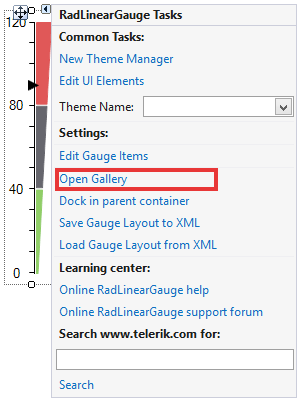 RadLinearGauge Tasks
Common Tasks:
New Theme Manager
Edit UI Elements
Theme Name:
Settings:
Edit Gauge Items
Open Gallery
Dock in parent container
Save Gauge Layout to XML
Load Gauge Layout from XML
Learning center:
Online RadLinearGauge help
Online RadLinearGauge support forum
Search www.telerik.com for:
Search
120
80
40
0